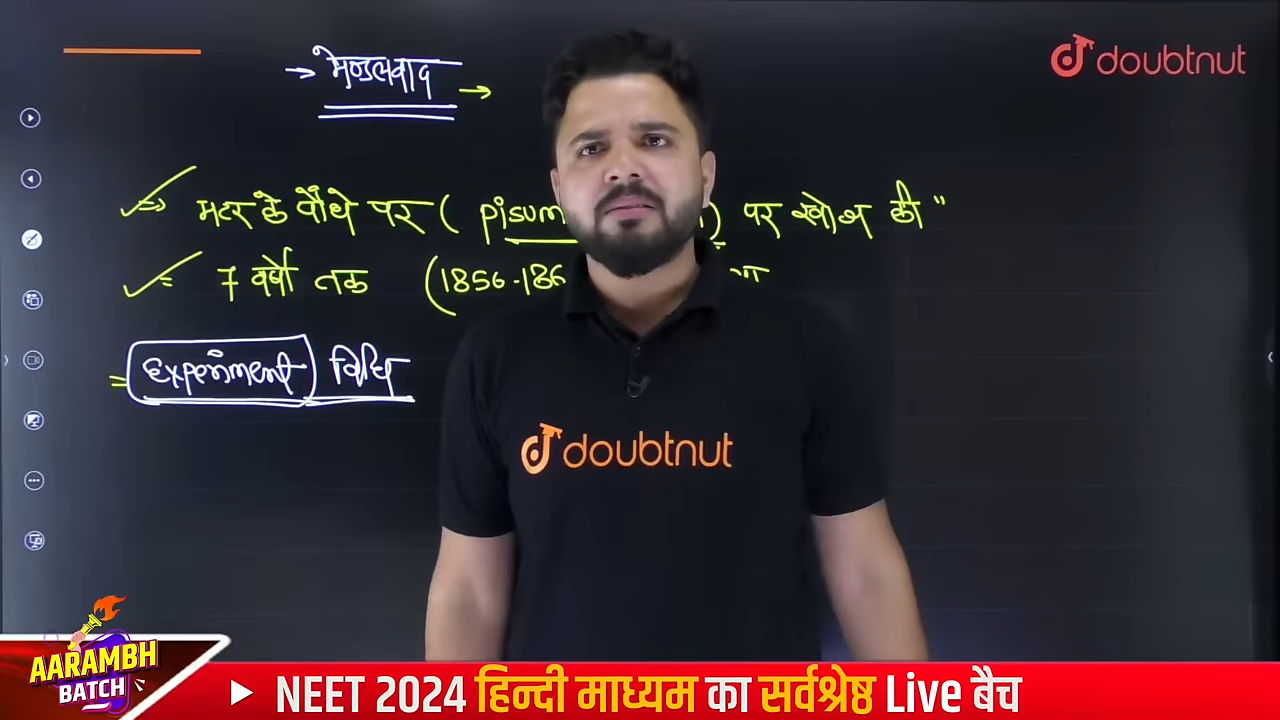 doubtnut
→ मेण्डलवाद →
⇒ मटर के पौधे पर ( pisum ) पर खोज की "
= 7 वर्षो तक (1856-186
= Experiment विधि
doubtnut
AARAMBH
BATCH
NEET 2024 हिन्दी माध्यम का सर्वश्रेष्ठ Live बैच